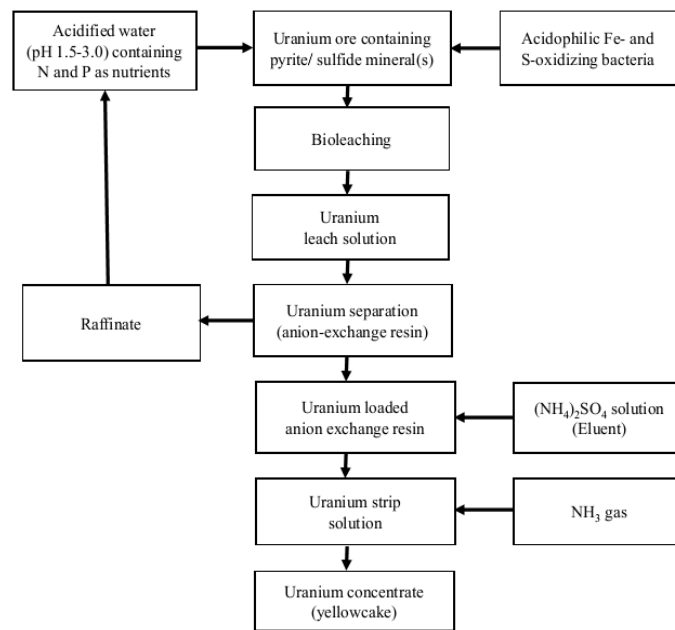 Acidified water
(pH 1.5-3.0) containing
N and P as nutrients
Uranium ore containing
pyrite/ sulfide mineral(s)
Acidophilic Fe- and
S-oxidizing bacteria
Bioleaching
Uranium
leach solution
Raffinate
Uranium separation
(anion-exchange resin)
Uranium loaded
anion exchange resin
(NH₄)₂SO₄ solution
(Eluent)
Uranium strip
solution
NH₃ gas
Uranium concentrate
(yellowcake)